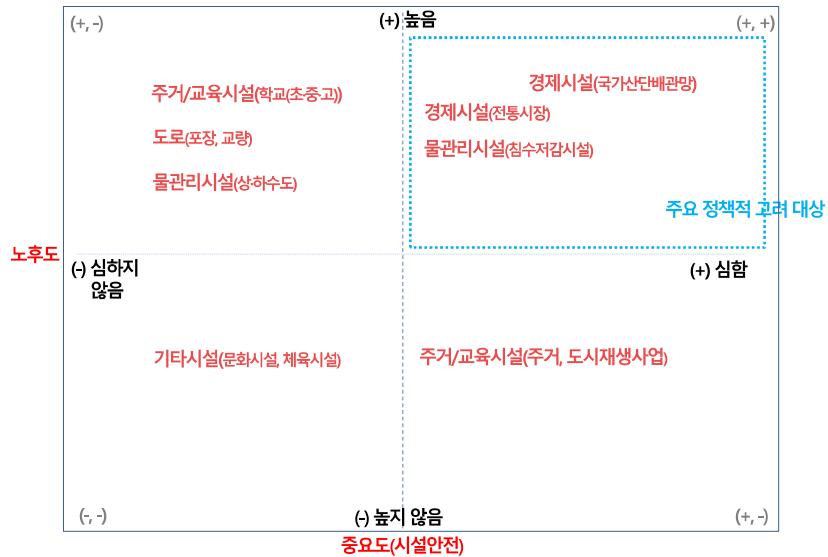 (+, -)
(+) 높음
(+, +)
경제시설(국가산단배관망)
주거/교육시설(학교(초·중·고))
경제시설(전통시장)
도로(포장, 교량)
물관리시설(침수저감시설)
물관리시설(상·하수도)
주요 정책적 고려 대상
노후도
(-) 심하지
않음
(+) 심함
기타시설(문화시설, 체육시설)
주거/교육시설(주거, 도시재생사업)
(-, -)
(-) 높지 않음
(+, -)
중요도(시설안전)